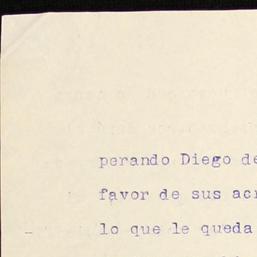 perando Diego de
favor de sus acr
lo que le queda